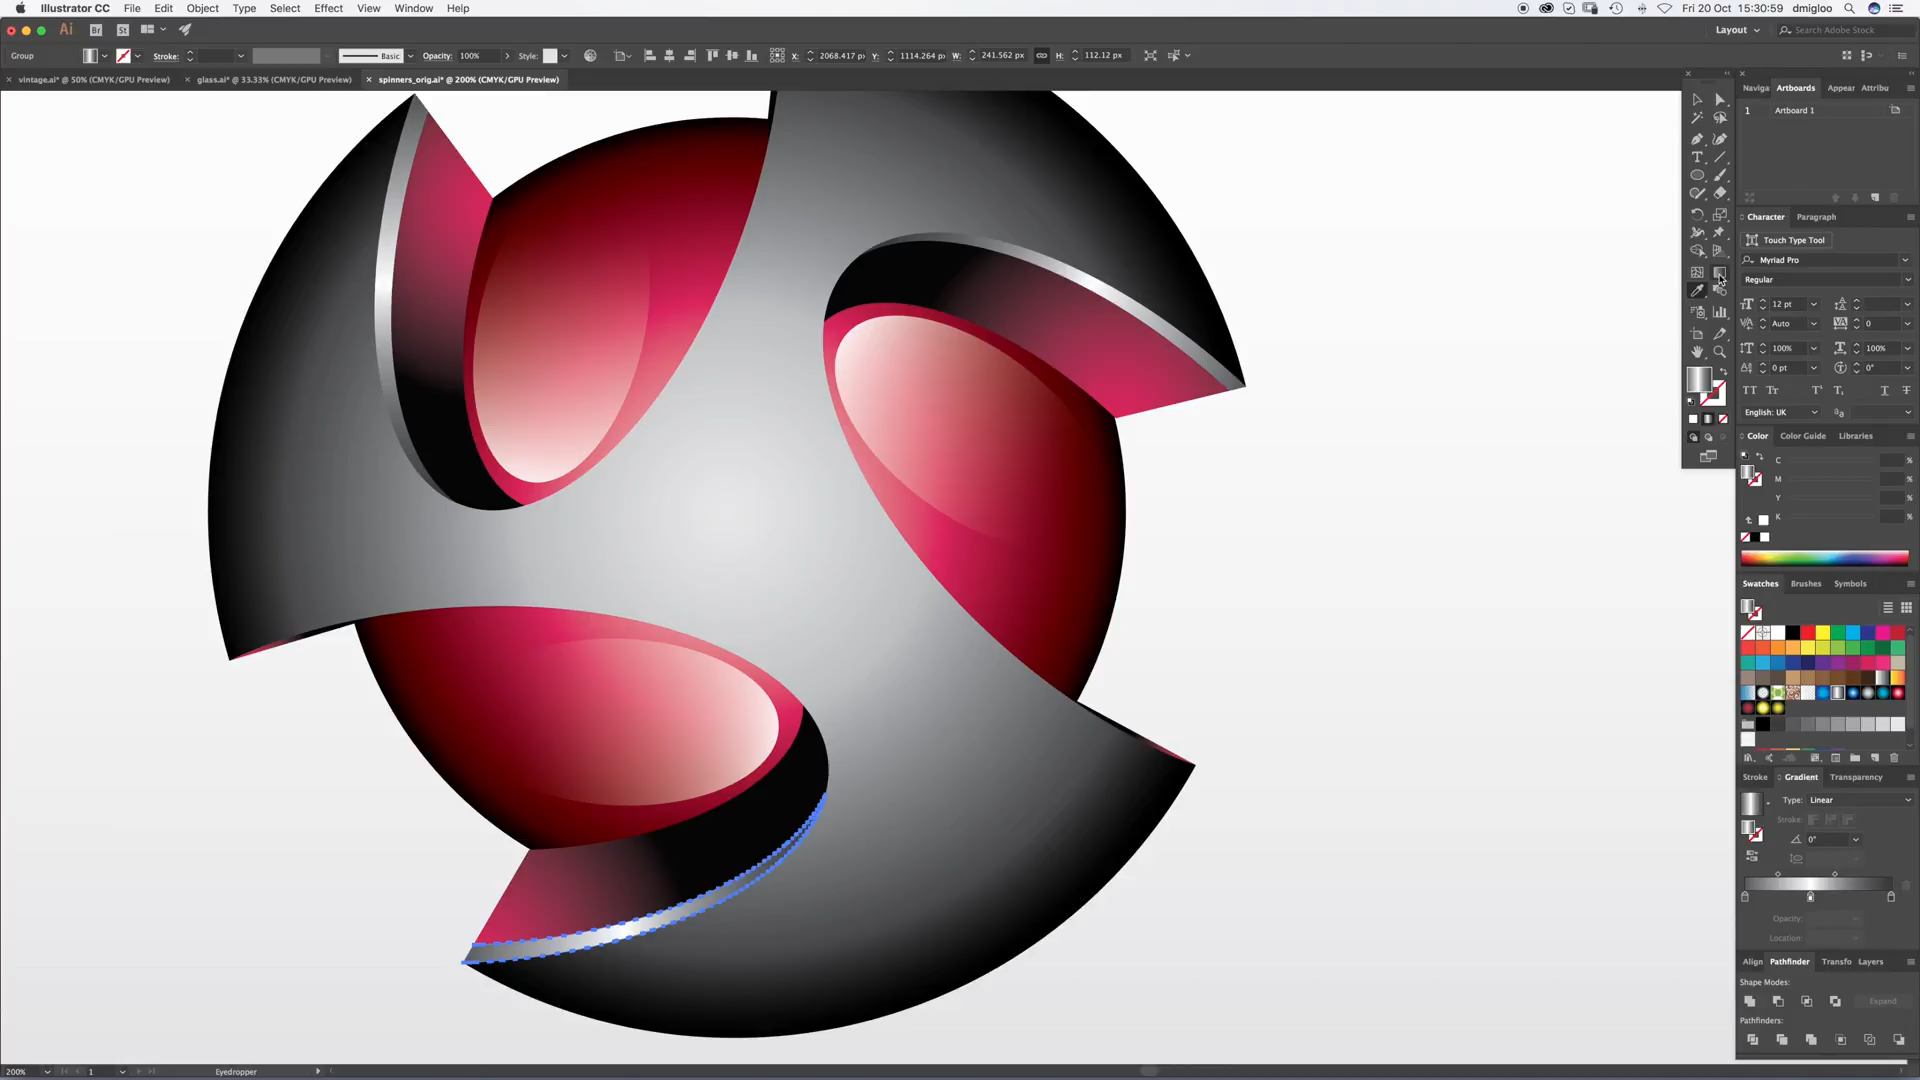 Illustrator CC File Edit Object Type Select Effect View Window Help Fri 20 Oct 15:30:59 dmigloo
Ai Br St Layout Search Adobe Stock
Group Stroke: Basic Opacity: 100% Style: X: 2068.417 px Y: 1114.264 px W: 241.562 px H: 112.12 px
vintage.ai* @ 50% (CMYK/GPU Preview) glass.ai* @ 33.33% (CMYK/GPU Preview) spinners_orig.ai* @ 200% (CMYK/GPU Preview)
Naviga Artboards Appear Attribu
1 Artboard 1
Character Paragraph
Touch Type Tool
Myriad Pro
Regular
12 pt
Auto 0
100% 100%
0 pt 0°
English: UK
Color Color Guide Libraries
C %
M %
Y %
K %
Swatches Brushes Symbols
Stroke Gradient Transparency
Type: Linear
Stroke:
0°
Opacity:
Location:
Align Pathfinder Transfo Layers
Shape Modes:
Expand
Pathfinders:
200% 1 Eyedropper